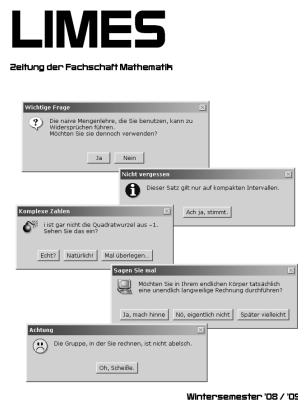 LIMES
Zeitung der Fachschaft Mathematik
Wichtige Frage
Die naive Mengenlehre, die Sie benutzen, kann zu
Widersprüchen führen.
Möchten Sie sie dennoch verwenden?
Ja Nein
Nicht vergessen
Dieser Satz gilt nur auf kompakten Intervallen.
Ach ja, stimmt.
Komplexe Zahlen
i ist gar nicht die Quadratwurzel aus -1.
Sehen Sie das ein?
Echt? Natürlich! Mal überlegen...
Sagen Sie mal
Möchten Sie in Ihrem endlichen Körper tatsächlich
eine unendlich langweilige Rechnung durchführen?
Ja, mach hinne Nö, eigentlich nicht Später vielleicht
Achtung
Die Gruppe, in der Sie rechnen, ist nicht abelsch.
Oh, Scheiße.
Wintersemester '08 / '09